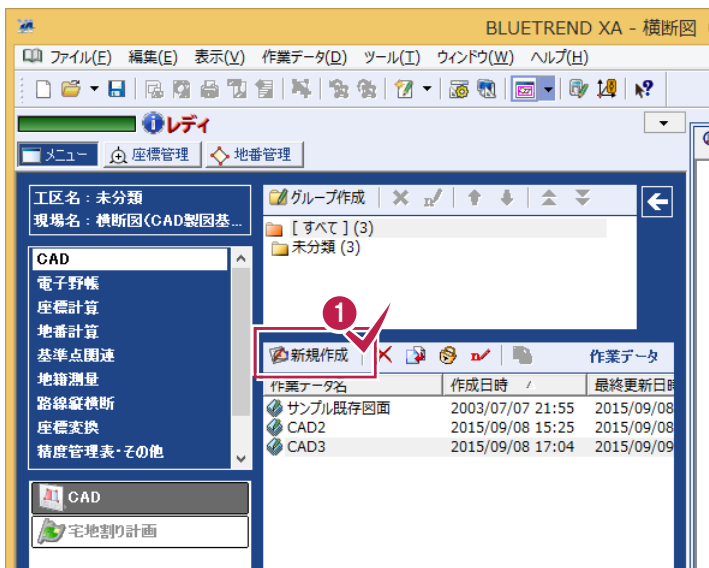 BLUETREND XA - 横断図
ファイル(F) 編集(E) 表示(V) 作業データ(D) ツール(T) ウィンドウ(W) ヘルプ(H)
レディ
メニュー 座標管理 地番管理
工区名：未分類
現場名：横断図(CAD製図基...
グループ作成
[すべて] (3)
未分類 (3)
CAD
電子野帳
座標計算
地番計算
基準点関連
地籍測量
路線縦横断
座標変換
精度管理表・その他
CAD
宅地割り計画
1
新規作成 作業データ
作業データ名 作成日時 最終更新日時
サンプル既存図面 2003/07/07 21:55 2015/09/08
CAD2 2015/09/08 15:25 2015/09/08
CAD3 2015/09/08 17:04 2015/09/09